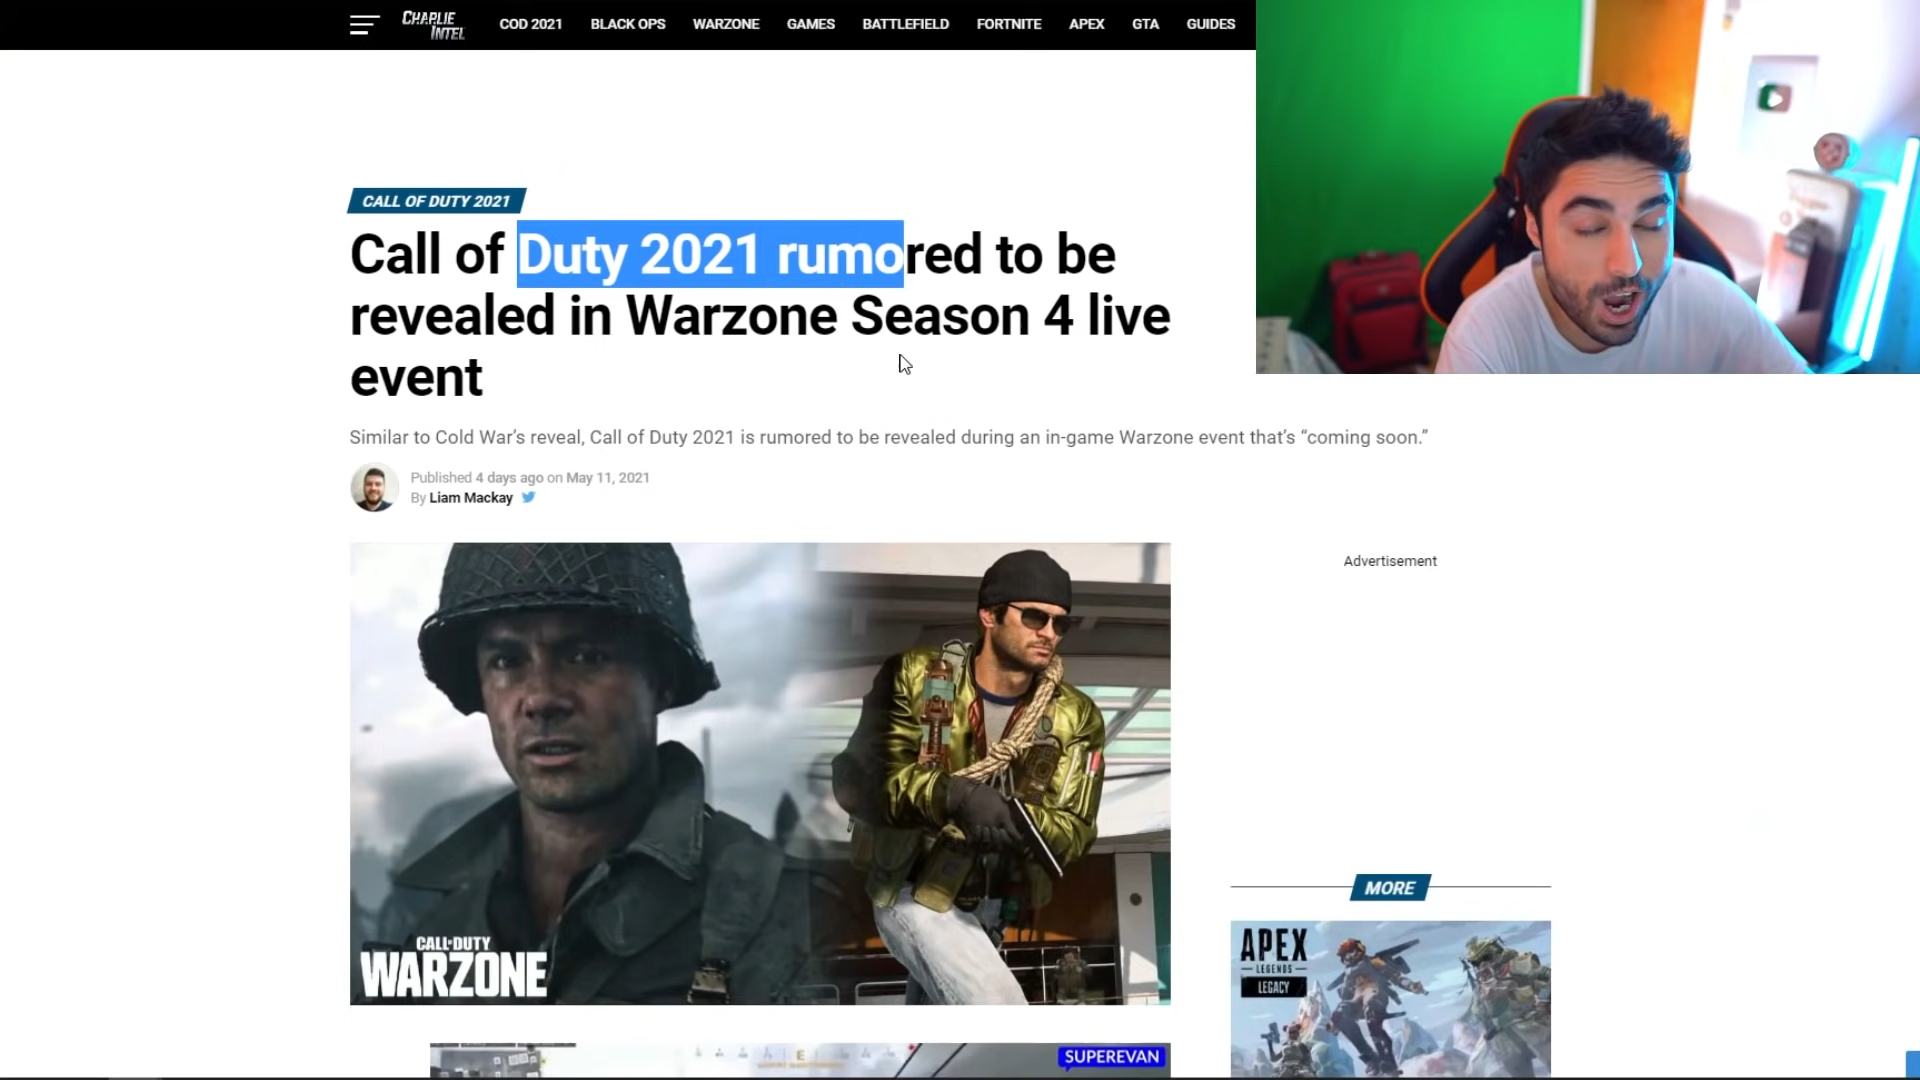 CHARLIE INTEL
COD 2021 BLACK OPS WARZONE GAMES BATTLEFIELD FORTNITE APEX GTA GUIDES
CALL OF DUTY 2021
Call of Duty 2021 rumored to be
revealed in Warzone Season 4 live
event
Similar to Cold War’s reveal, Call of Duty 2021 is rumored to be revealed during an in-game Warzone event that’s “coming soon.”
Published 4 days ago on May 11, 2021
By Liam Mackay
CALL OF DUTY
WARZONE
Advertisement
MORE
APEX
LEGENDS
LEGACY
SUPEREVAN